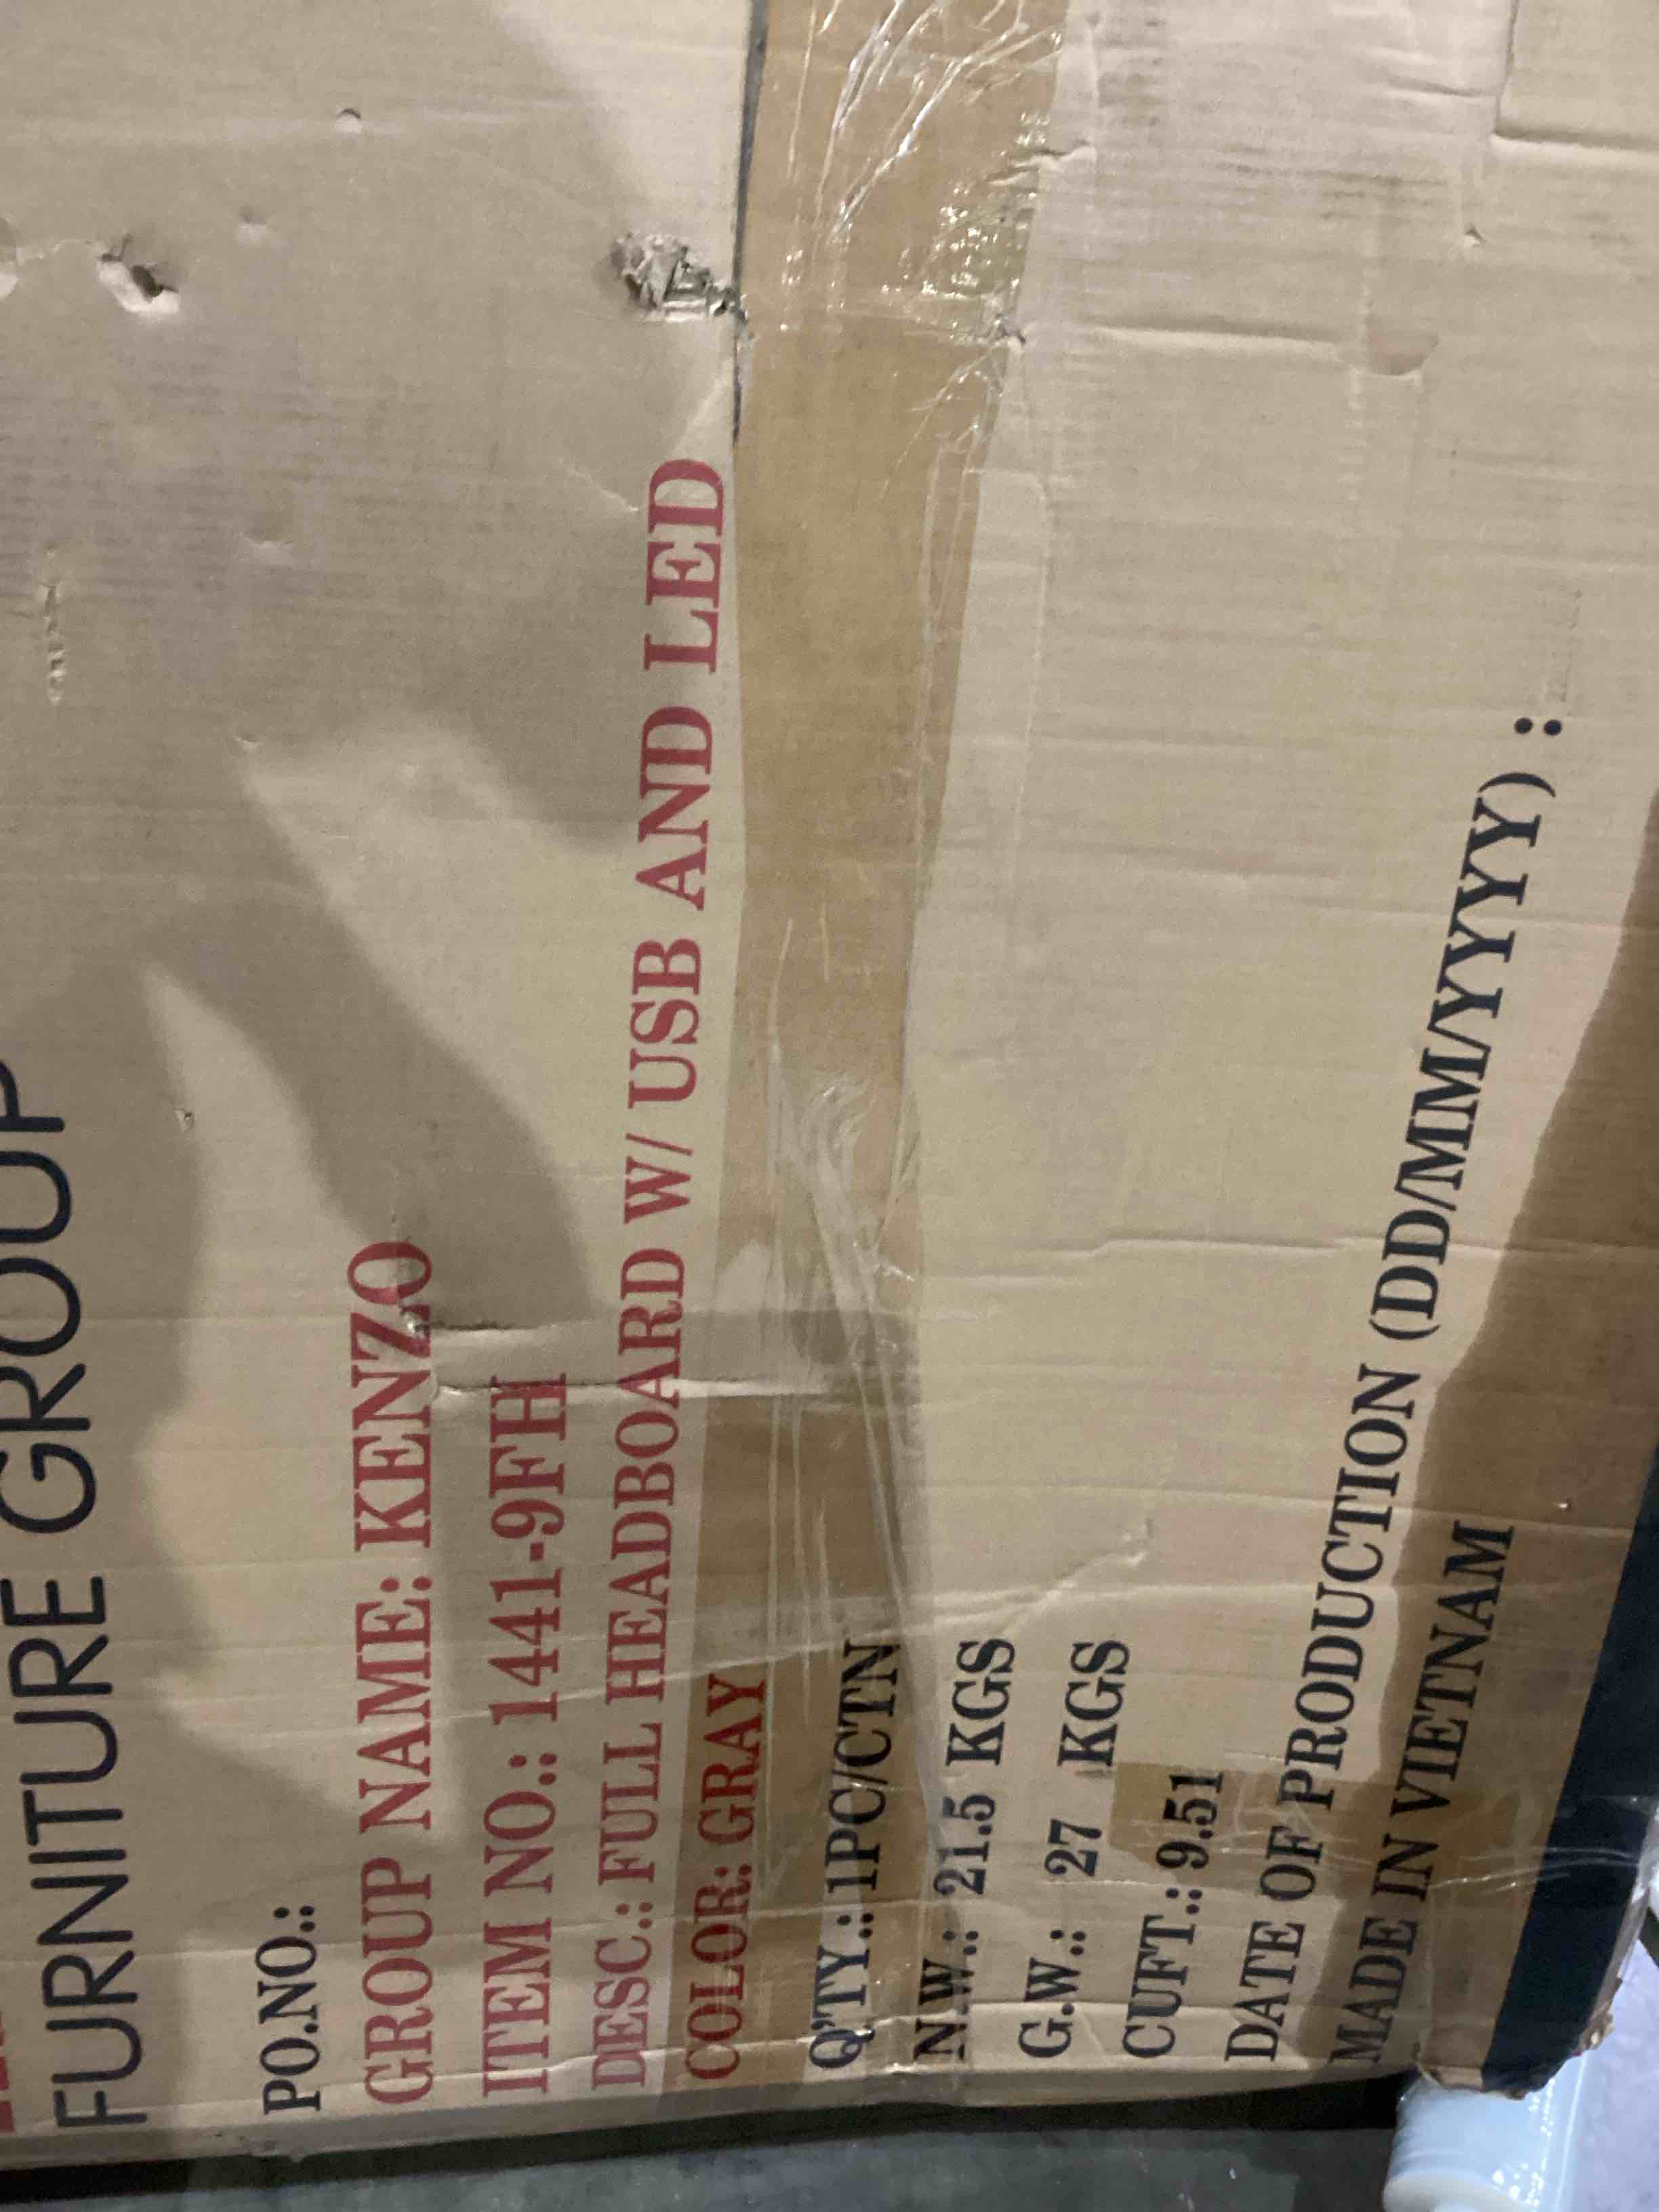 FURNITURE GROUP
PO.NO.:
GROUP NAME: KENZO
ITEM NO.: 1441-9FH
DESC.: FULL HEADBOARD W/ USB AND LED
COLOR: GRAY
Q'TY.: 1PC/CTN
N.W.: 21.5 KGS
G.W.: 27 KGS
CUFT.: 9.51
DATE OF PRODUCTION (DD/MM/YYYY) :
MADE IN VIETNAM